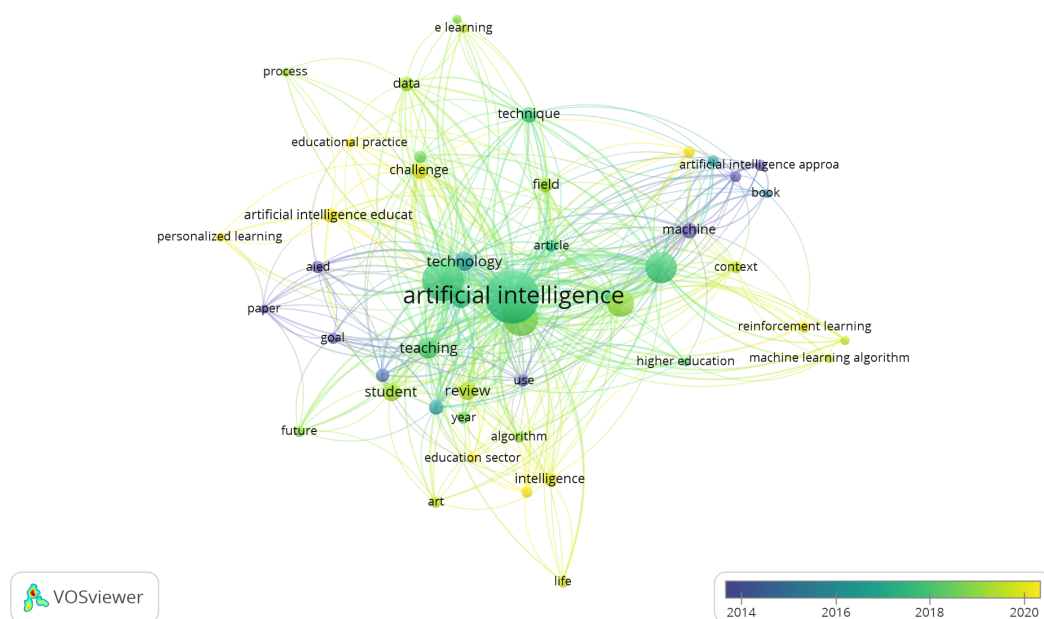 e learning
process
data
technique
educational practice
challenge
artificial intelligence approa
field
book
artificial intelligence educat
personalized learning
machine
article
technology
aied
context
artificial intelligence
paper
reinforcement learning
goal
teaching
higher education
machine learning algorithm
use
student
review
year
future
algorithm
education sector
intelligence
art
life
VOSviewer
2014
2016
2018
2020